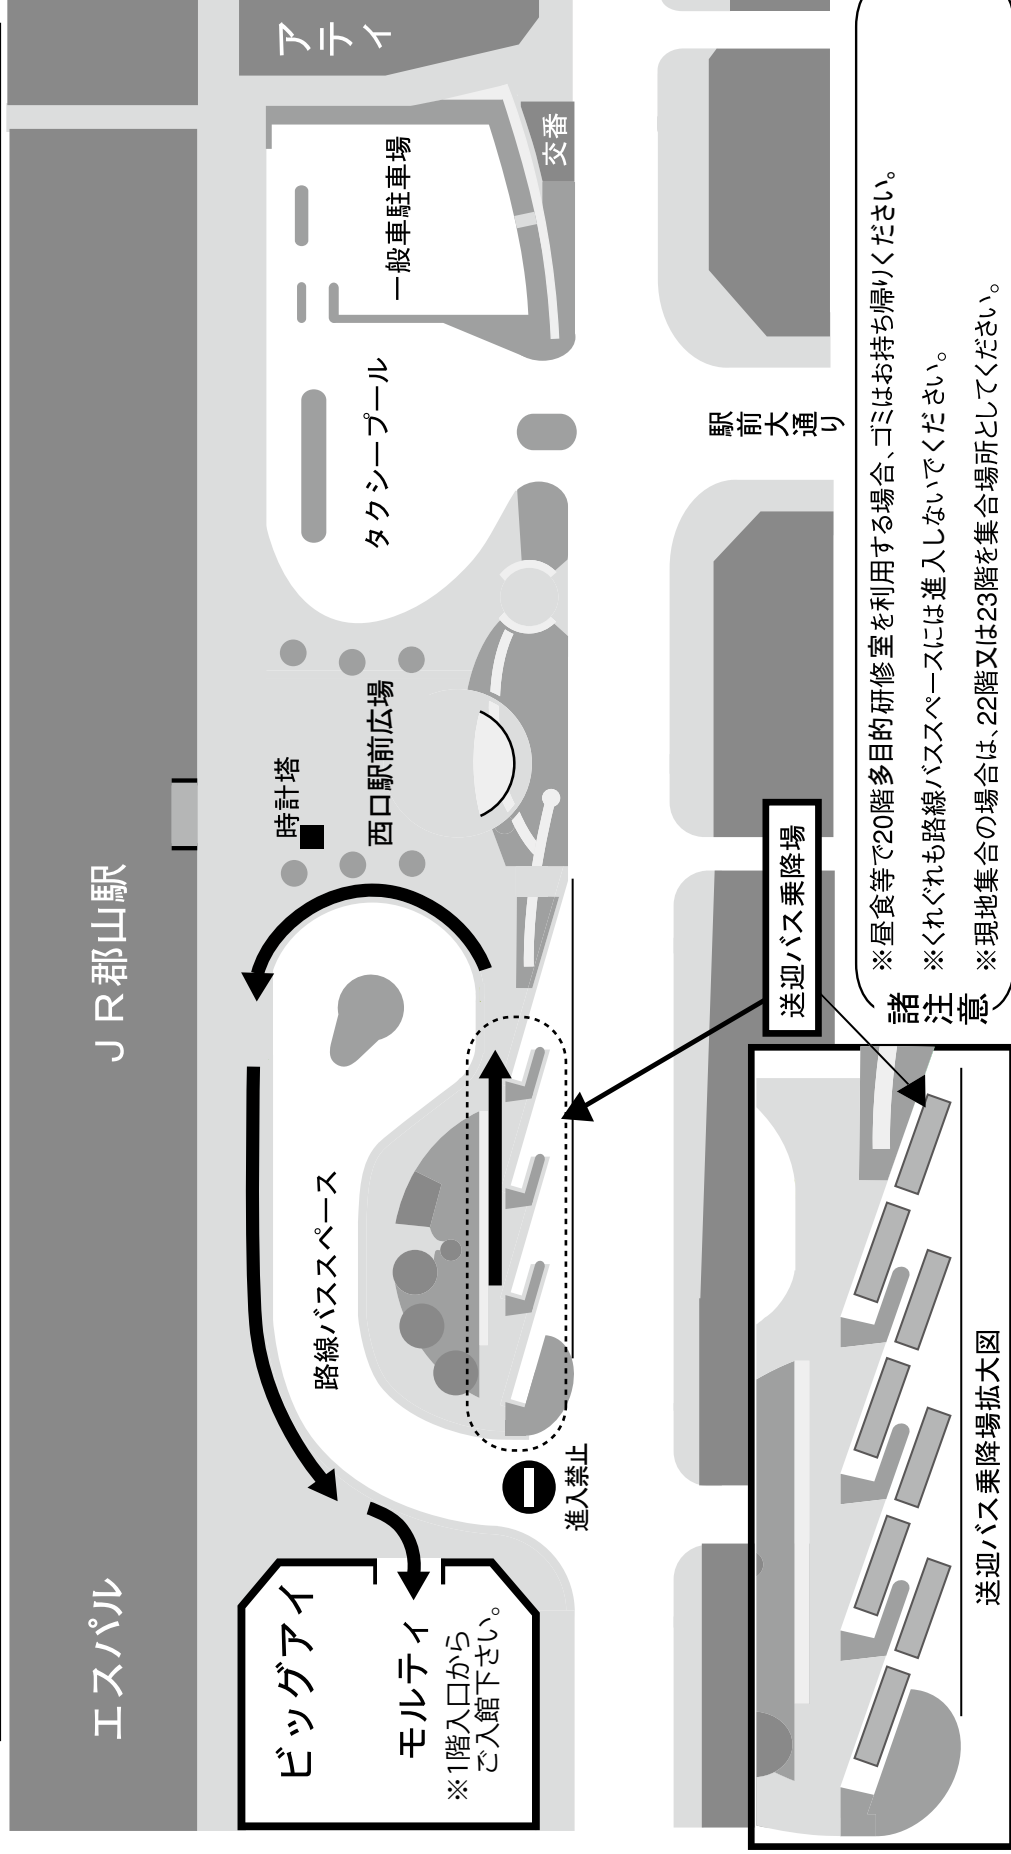 エスパル
ＪＲ郡山駅
ビッグアイ
モルティ
※1階入口から
ご入館下さい。
路線バススペース
進入禁止
時計塔
西口駅前広場
タクシープール
一般車駐車場
アティ
交番
駅前大通り
送迎バス乗降場
送迎バス乗降場拡大図
諸注意
※昼食等で20階多目的研修室を利用する場合、ゴミはお持ち帰りください。
※くれぐれも路線バススペースには進入しないでください。
※現地集合の場合は、22階又は23階を集合場所としてください。